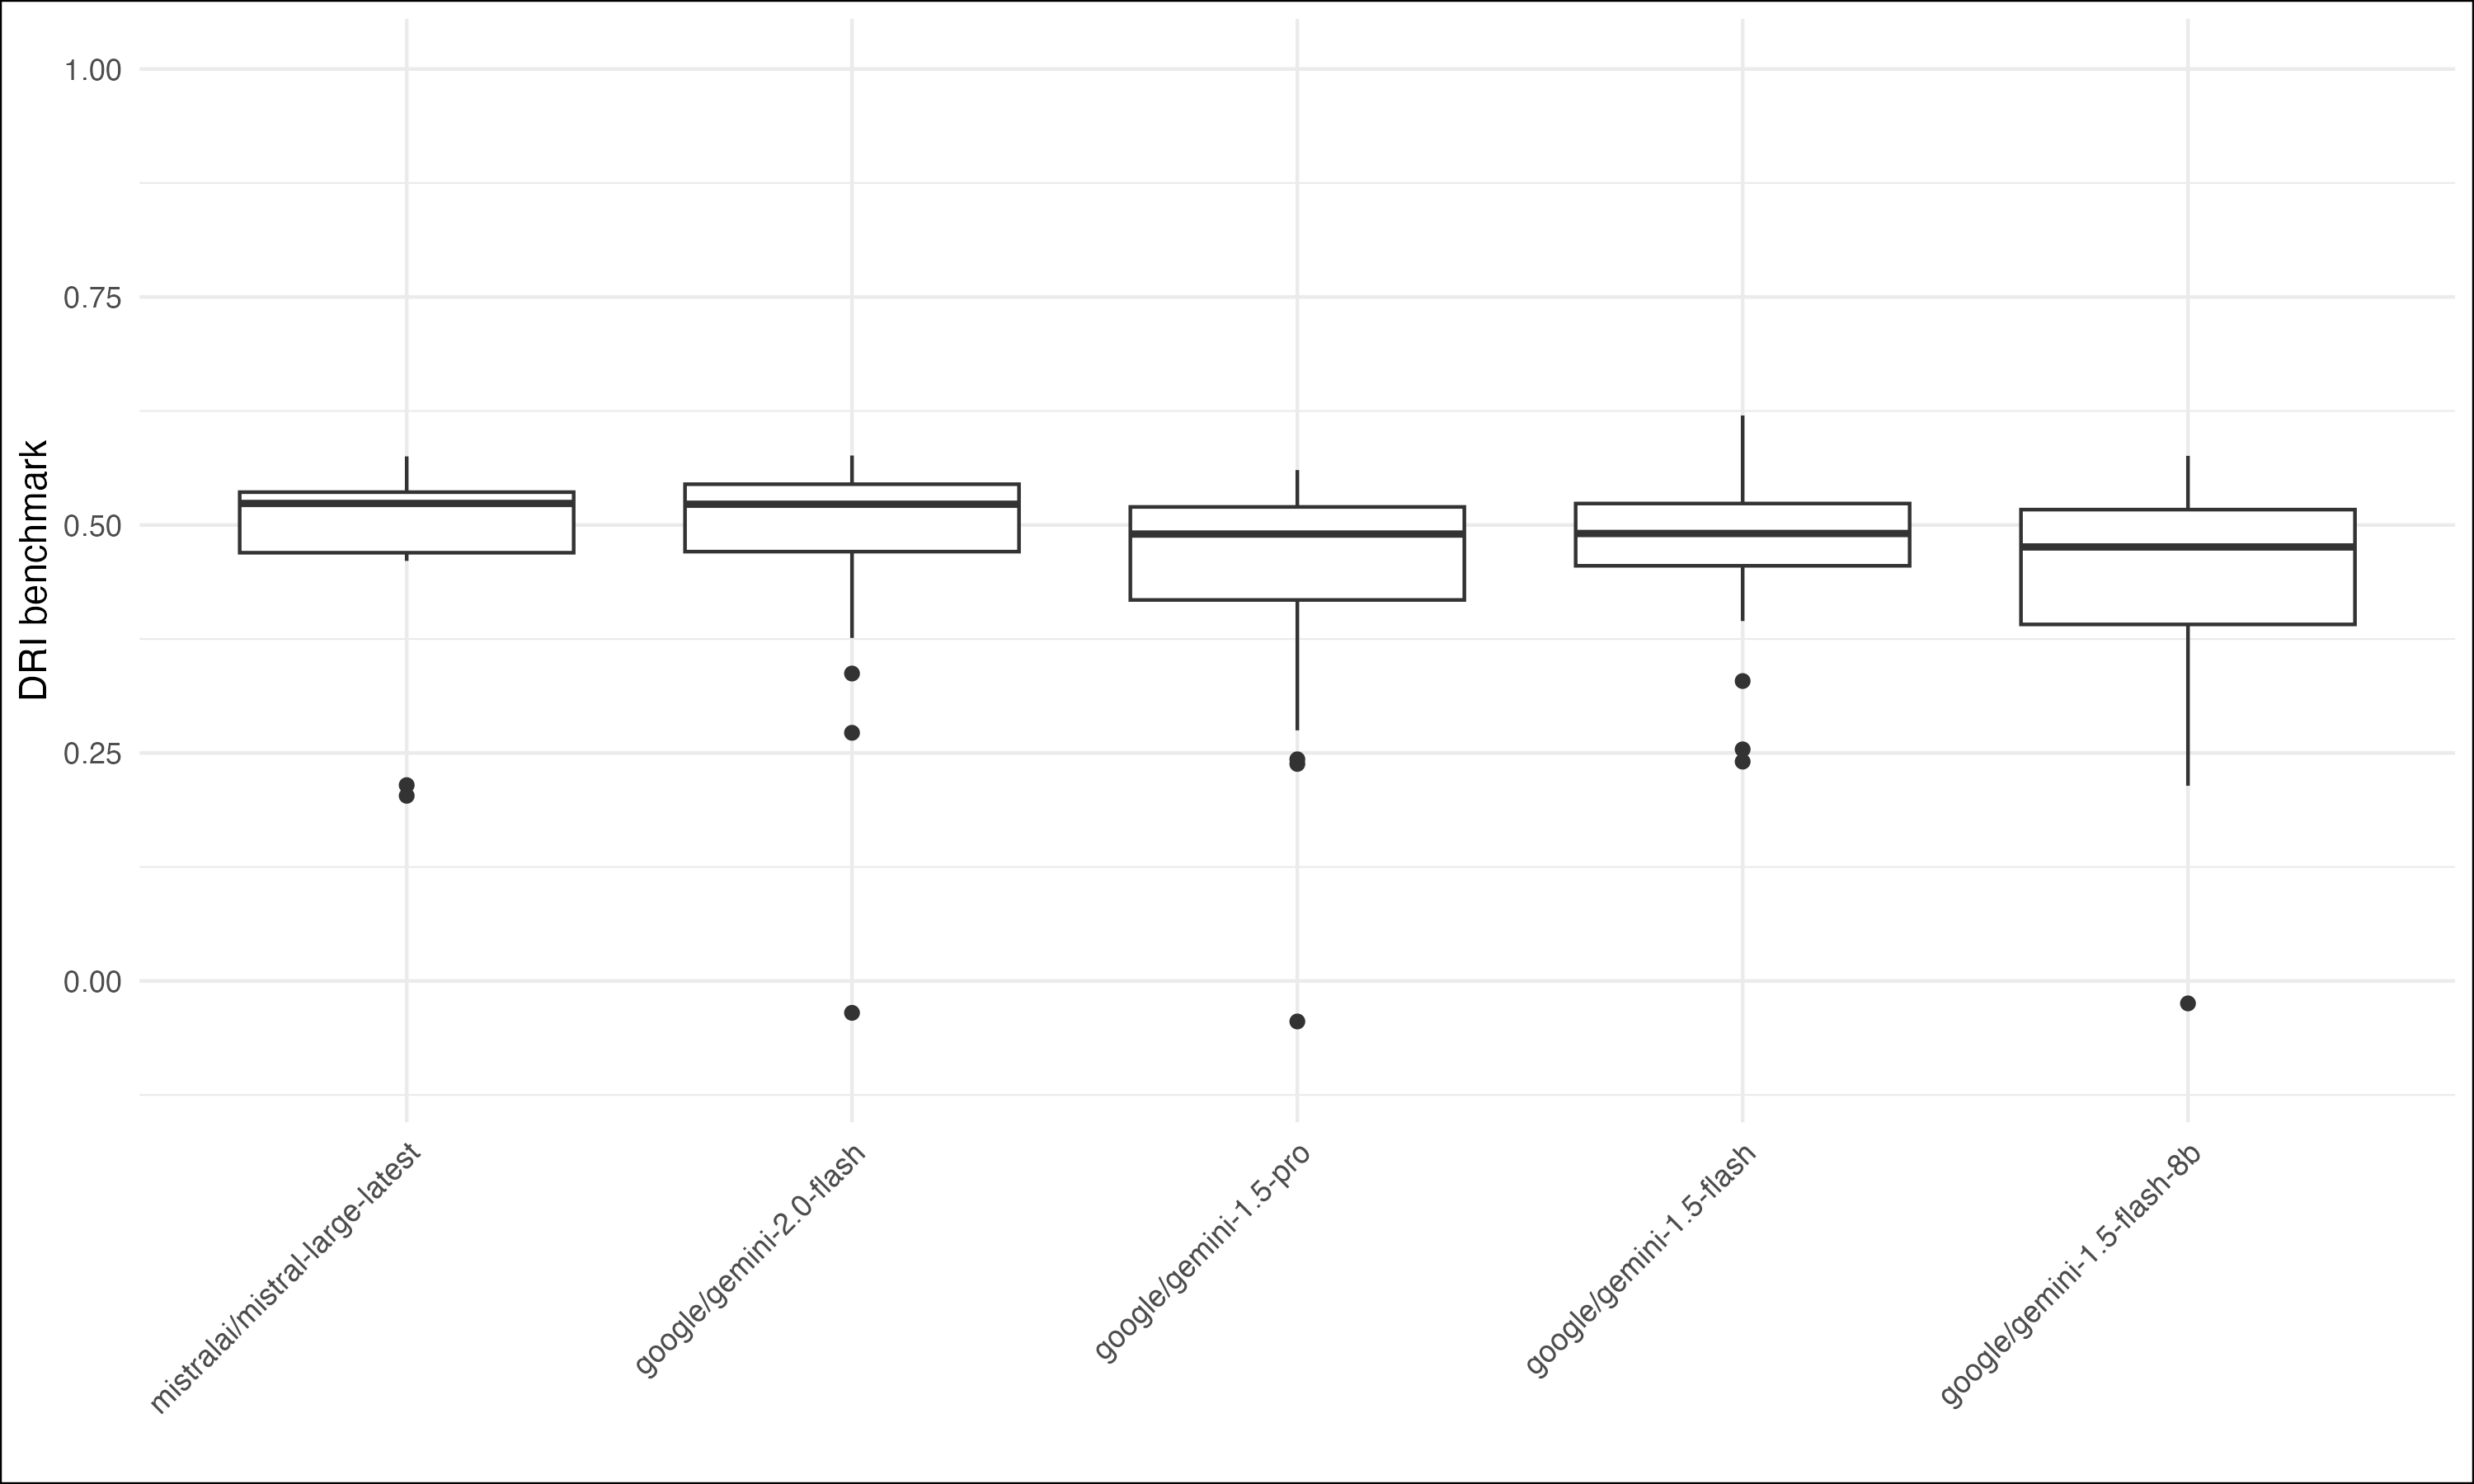 DRI benchmark
1.00
0.75
0.50
0.25
0.00
mistralai/mistral-large-latest
google/gemini-2.0-flash
google/gemini-1.5-pro
google/gemini-1.5-flash
google/gemini-1.5-flash-8b